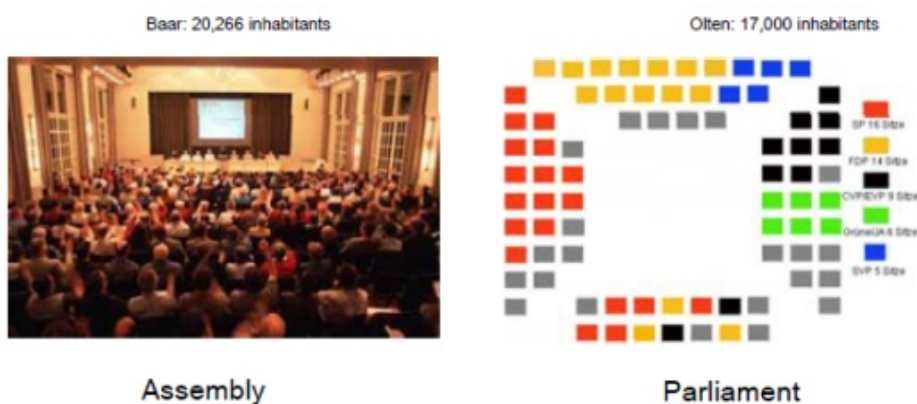 Baar: 20,266 inhabitants
Olten: 17,000 inhabitants
SP 16 Sitze
FDP 14 Sitze
CVP/EVP 9 Sitze
Grüne/JA 6 Sitze
SVP 5 Sitze
Assembly
Parliament